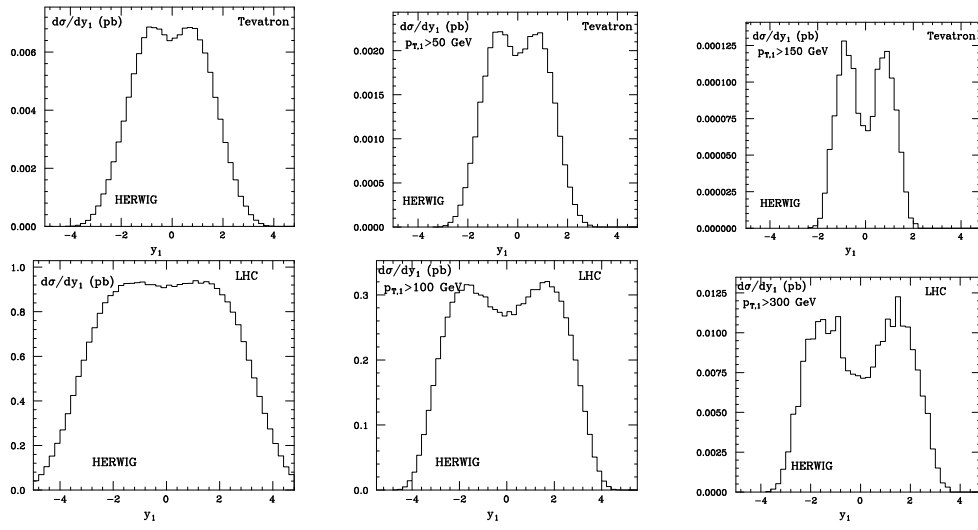 dσ/dy₁ (pb)
Tevatron
0.006
0.004
0.002
0.000
HERWIG
−4 −2 0 2 4
y₁
dσ/dy₁ (pb)
Tevatron
p_T,1>50 GeV
0.0020
0.0015
0.0010
0.0005
0.0000
HERWIG
−4 −2 0 2 4
y₁
dσ/dy₁ (pb)
Tevatron
p_T,1>150 GeV
0.000125
0.000100
0.000075
0.000050
0.000025
0.000000
HERWIG
−4 −2 0 2 4
y₁
1.0
dσ/dy₁ (pb)
LHC
0.8
0.6
0.4
0.2
0.0
HERWIG
−4 −2 0 2 4
y₁
dσ/dy₁ (pb)
LHC
p_T,1>100 GeV
0.3
0.2
0.1
0.0
HERWIG
−4 −2 0 2 4
y₁
0.0125
dσ/dy₁ (pb)
LHC
p_T,1>300 GeV
0.0100
0.0075
0.0050
0.0025
0.0000
HERWIG
−4 −2 0 2 4
y₁